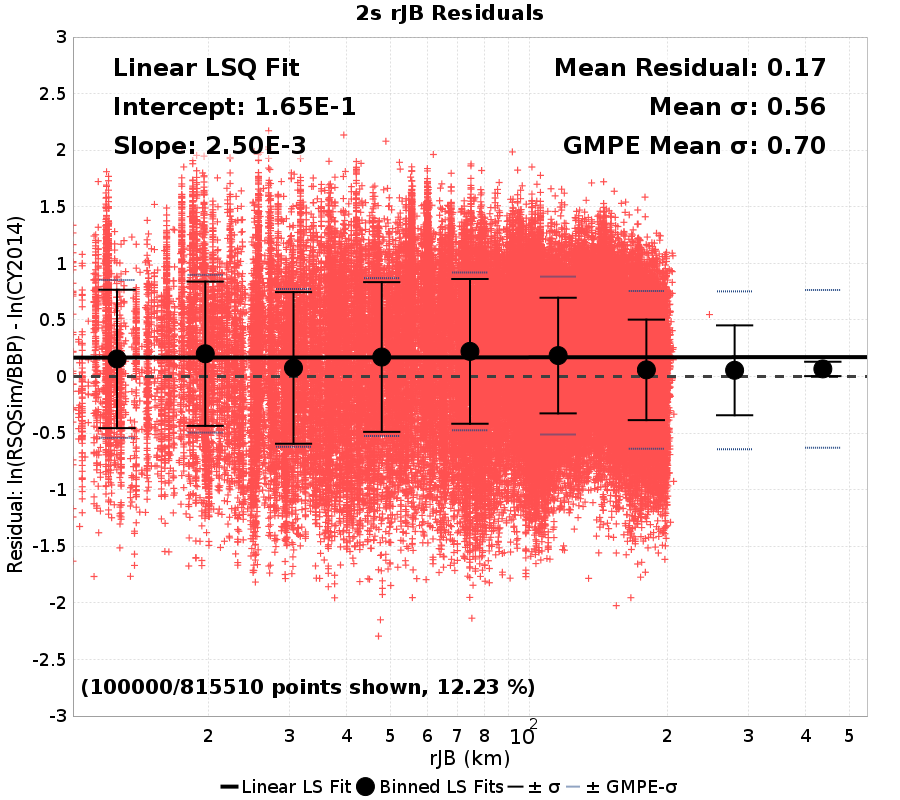 2s rJB Residuals
Linear LSQ Fit
Intercept: 1.65E-1
Slope: 2.50E-3
Mean Residual: 0.17
Mean σ: 0.56
GMPE Mean σ: 0.70
Residual: ln(RSQSim/BBP) - ln(CY2014)
3
2.5
2
1.5
1
0.5
0
-0.5
-1
-1.5
-2
-2.5
-3
(100000/815510 points shown, 12.23 %)
2 3 4 5 6 7 8 10² 2 3 4 5
rJB (km)
Linear LS Fit Binned LS Fits ± σ ± GMPE-σ